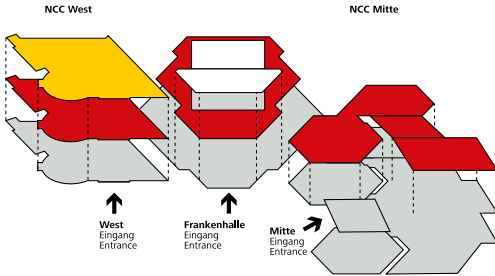 NCC West
NCC Mitte
West
Eingang
Entrance
Frankenhalle
Eingang
Entrance
Mitte
Eingang
Entrance